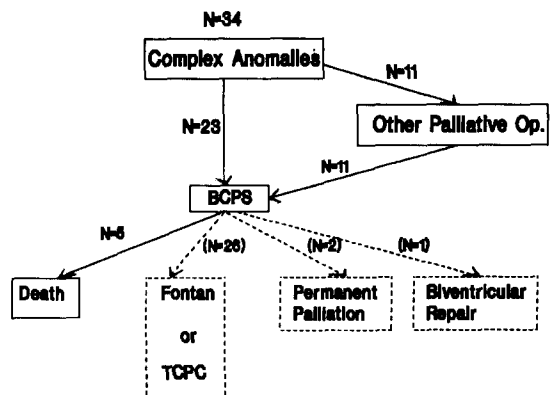 N=34
Complex Anomalies
N=11
N=23
Other Palliative Op.
N=11
BCPS
N=5
(N=26)
(N=2)
(N=1)
Death
Fontan
or
TCPC
Permanent
Palliation
Biventricular
Repair